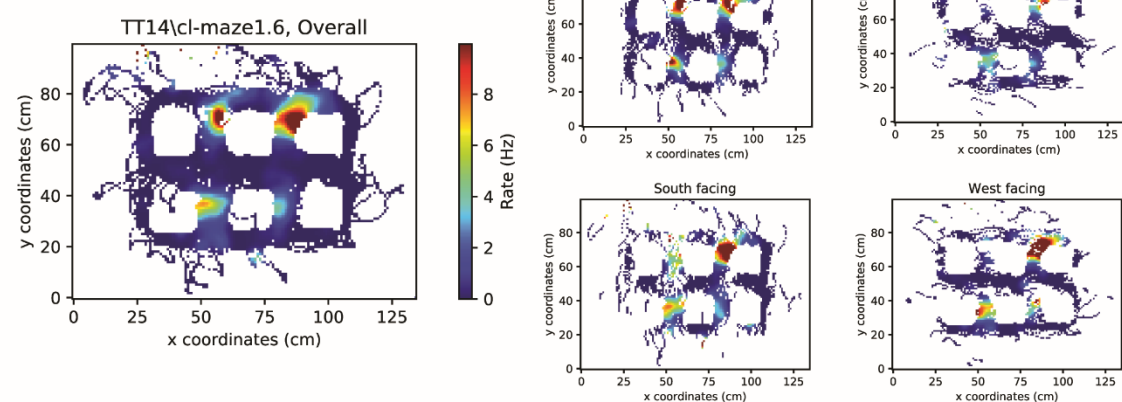 TT14\cl-maze1.6, Overall
80
60
40
20
0
y coordinates (cm)
0 25 50 75 100 125
x coordinates (cm)
8
6
4
2
0
Rate (Hz)
60
40
20
0
y coordinates (c
0 25 50 75 100 125
x coordinates (cm)
60
40
20
0
y coordinates (c
0 25 50 75 100 125
x coordinates (cm)
South facing
80
60
40
20
0
y coordinates (cm)
0 25 50 75 100 125
x coordinates (cm)
West facing
80
60
40
20
0
y coordinates (cm)
0 25 50 75 100 125
x coordinates (cm)